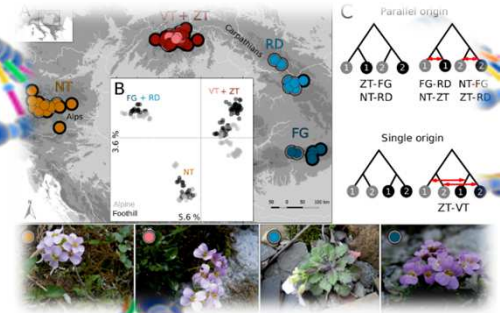 VT + ZT
Carpathians
RD
NT
Alps
FG
B
FG + RD
VT + ZT
NT
3.6 %
5.6 %
Alpine
Foothill
50 0 50 100 km
C
Parallel origin
1 1 2 2
1 1 2 2
ZT-FG
NT-RD
FG-RD
NT-ZT
NT-FG
ZT-RD
Single origin
1 2 1 2
1 2 1 2
ZT-VT